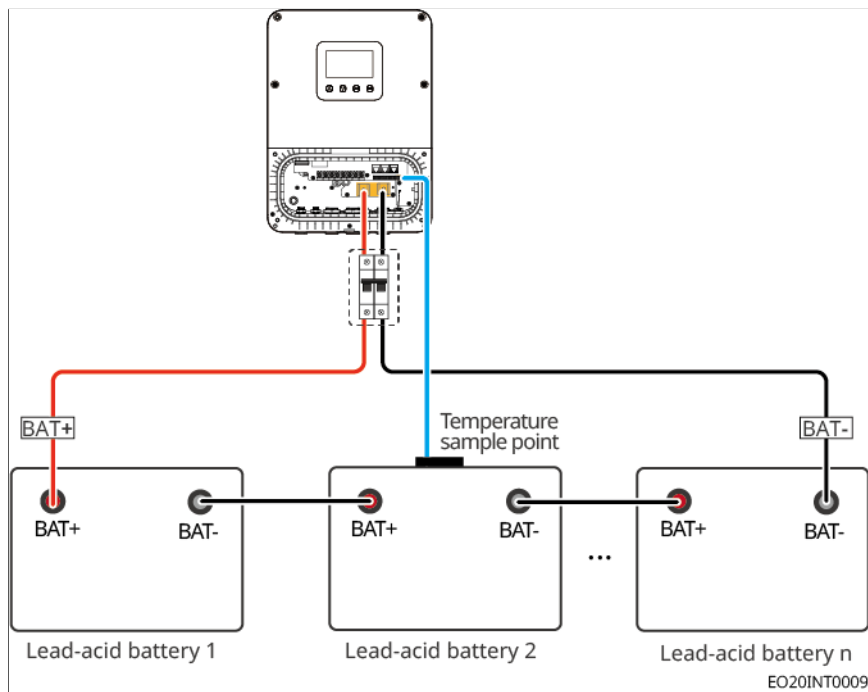 Temperature
sample point
BAT+
BAT-
BAT+
BAT-
BAT+
BAT-
BAT+
BAT-
...
Lead-acid battery 1
Lead-acid battery 2
Lead-acid battery n
EO20INT0009